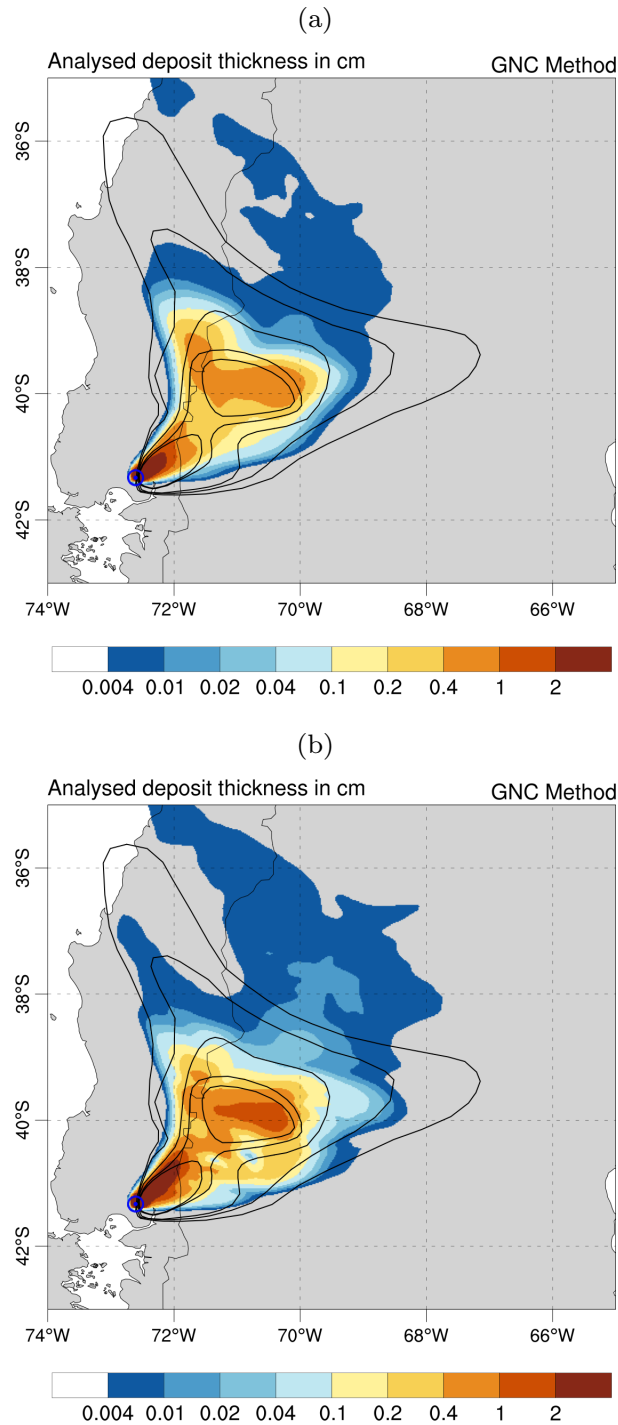 (a)
Analysed deposit thickness in cm GNC Method
36°S
38°S
40°S
42°S
74°W 72°W 70°W 68°W 66°W
0.004 0.01 0.02 0.04 0.1 0.2 0.4 1 2
(b)
Analysed deposit thickness in cm GNC Method
36°S
38°S
40°S
42°S
74°W 72°W 70°W 68°W 66°W
0.004 0.01 0.02 0.04 0.1 0.2 0.4 1 2